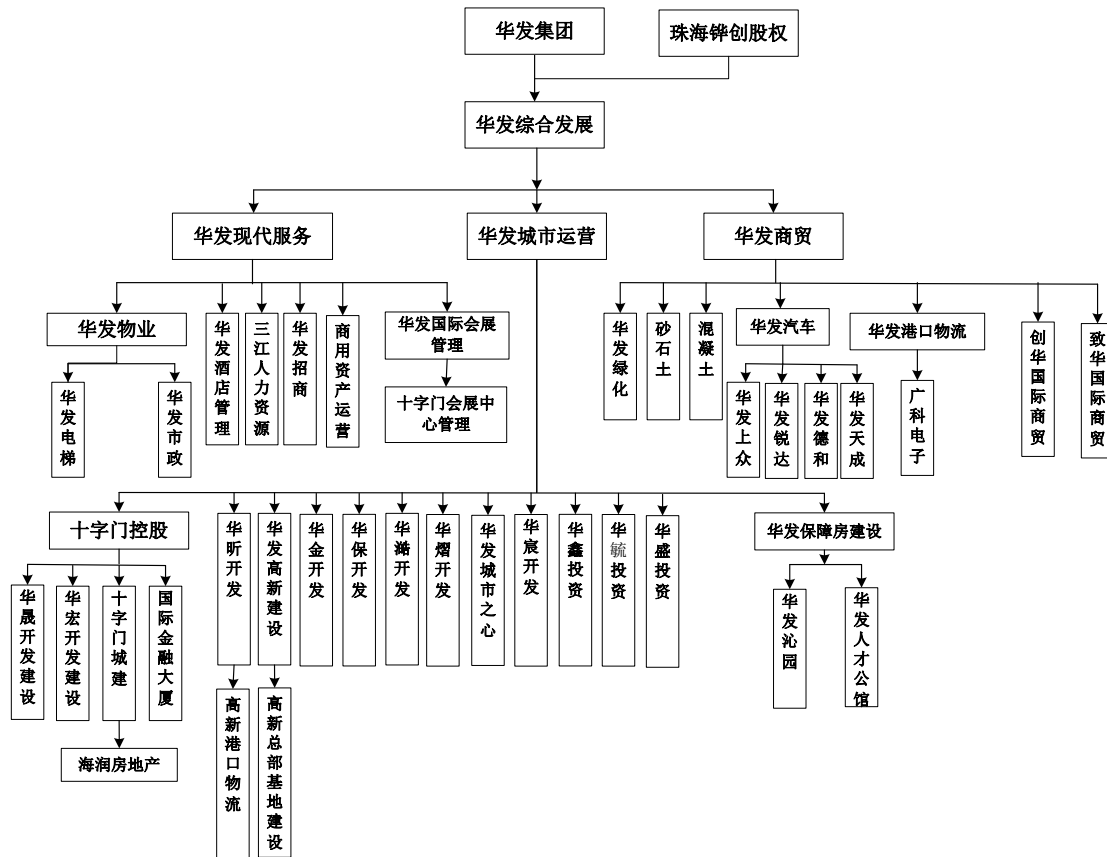 华发集团
珠海铧创股权
华发综合发展
华发现代服务
华发城市运营
华发商贸
华发物业
华发酒店管理
三江人力资源
华发招商
商用资产运营
华发国际会展
管理
华发绿化
砂石土
混凝土
华发汽车
华发港口物流
创华国际商贸
致华国际商贸
华发电梯
华发市政
十字门会展中
心管理
华发上众
华发锐达
华发德和
华发天成
广科电子
十字门控股
华昕开发
华发高新建设
华金开发
华保开发
华澔开发
华熠开发
华发城市之心
华宸开发
华鑫投资
华毓投资
华盛投资
华发保障房建设
华晟开发建设
华宏开发建设
十字门城建
国际金融大厦
华发沁园
华发人才公馆
海润房地产
高新港口物流
高新总部基地建设